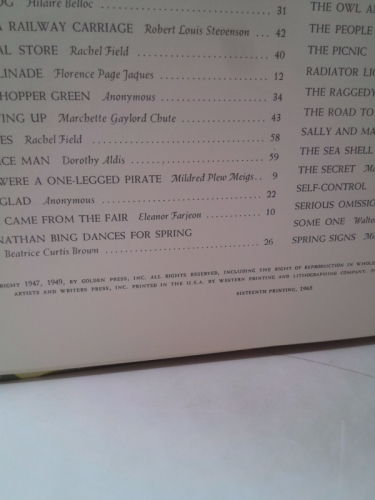 OG Hilaire Belloc ........ 31
A RAILWAY CARRIAGE Robert Louis Stevenson ... 42
AL STORE Rachel Field ........ 40
LINADE Florence Page Jaques ........ 12
HOPPER GREEN Anonymous ........ 34
ING UP Marchette Gaylord Chute ........ 43
ES Rachel Field ........ 58
ICE MAN Dorothy Aldis ........ 59
WERE A ONE-LEGGED PIRATE Mildred Plew Meigs.. 9
GLAD Anonymous ........ 22
CAME FROM THE FAIR Eleanor Farjeon ........ 10
NATHAN BING DANCES FOR SPRING
Beatrice Curtis Brown ........ 26
THE OWL A
THE PEOPLE
THE PICNIC
RADIATOR LIO
THE RAGGEDY
THE ROAD TO
SALLY AND MA
THE SEA SHELL
THE SECRET
SELF-CONTROL
SERIOUS OMISSIO
SOME ONE Walte
SPRING SIGNS
RIGHT 1947, 1949, BY GOLDEN PRESS, INC. ALL RIGHTS RESERVED, INCLUDING THE RIGHT OF REPRODUCTION IN WHOLE
ARTISTS AND WRITERS PRESS, INC. PRINTED IN THE U.S.A. BY WESTERN PRINTING AND LITHOGRAPHING COMPANY.
SIXTEENTH PRINTING, 1965